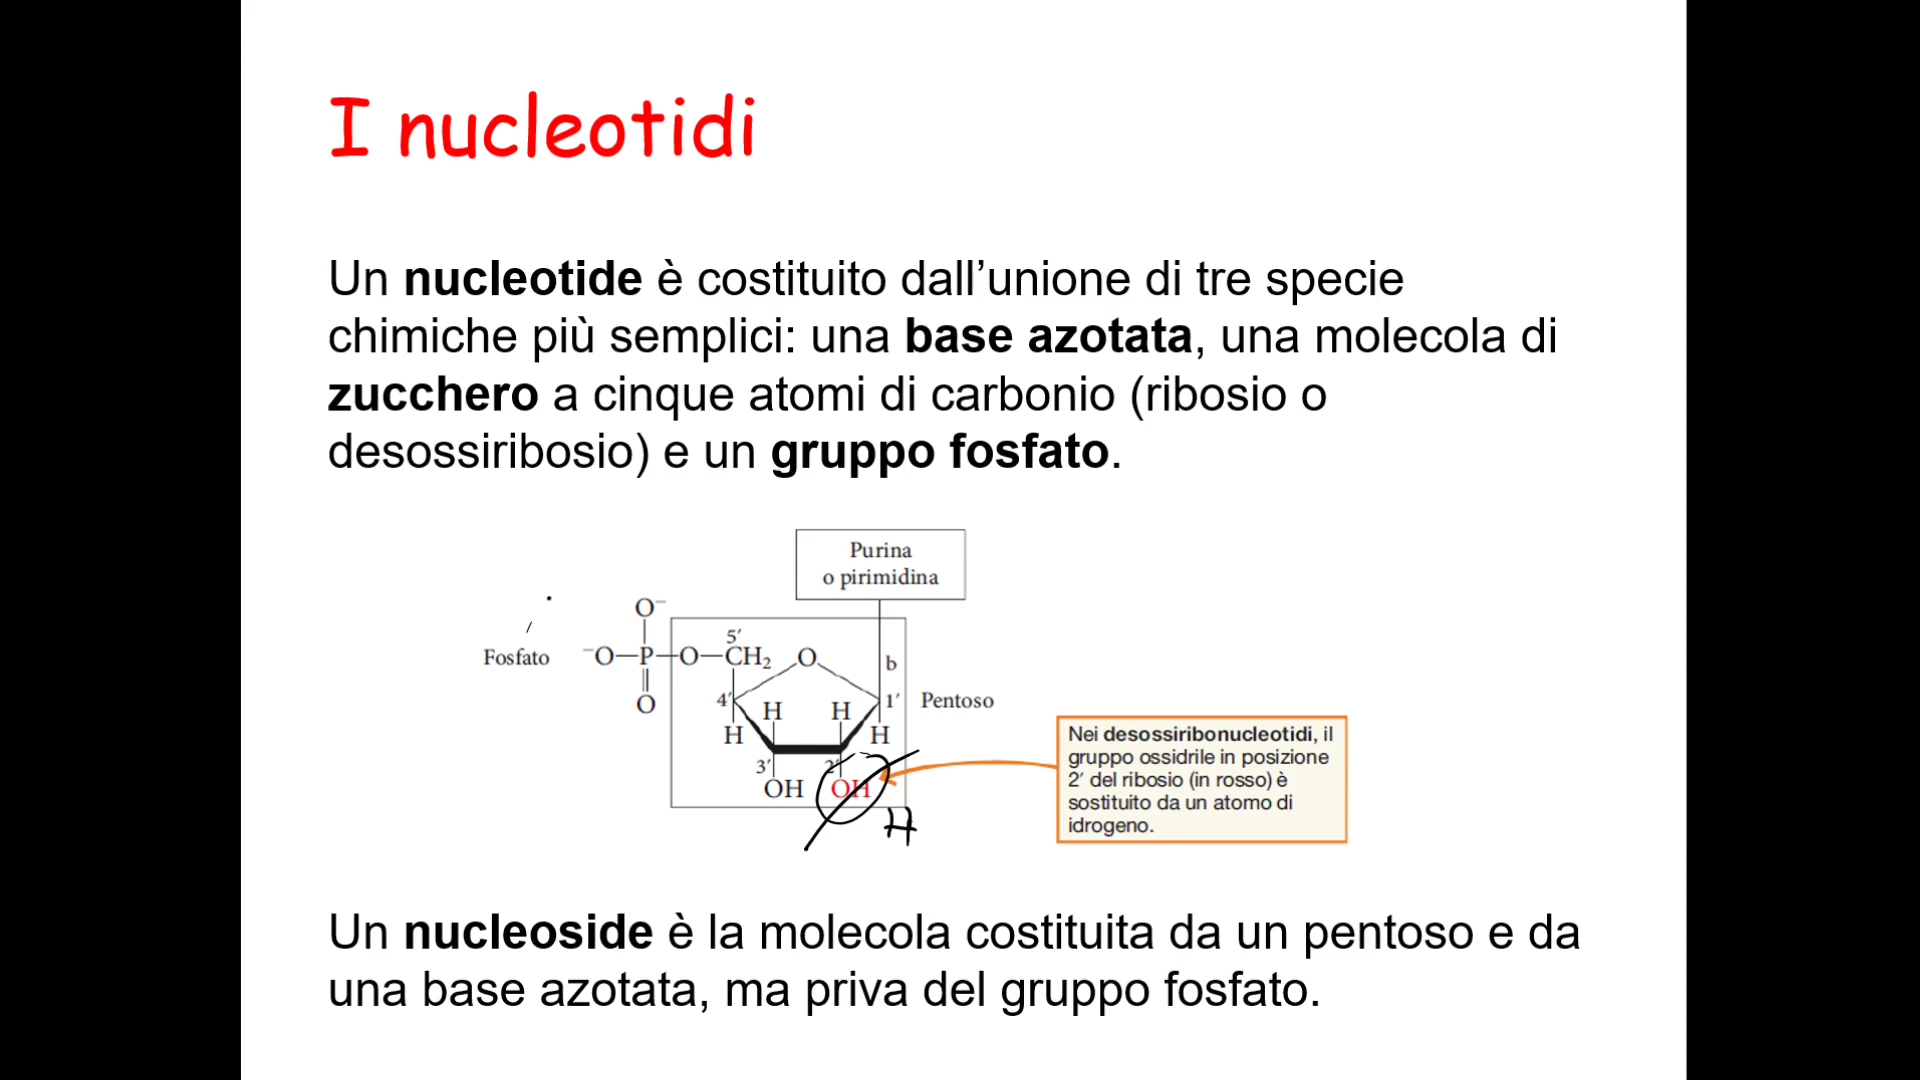 I nucleotidi
Un nucleotide è costituito dall’unione di tre specie
chimiche più semplici: una base azotata, una molecola di
zucchero a cinque atomi di carbonio (ribosio o
desossiribosio) e un gruppo fosfato.
Purina
o pirimidina
O⁻
5′
Fosfato ⁻O—P—O—CH₂ O b
O
4′ H H 1′ Pentoso
H H
3′ 2′
OH OH
H
Nei desossiribonucleotidi, il
gruppo ossidrile in posizione
2′ del ribosio (in rosso) è
sostituito da un atomo di
idrogeno.
Un nucleoside è la molecola costituita da un pentoso e da
una base azotata, ma priva del gruppo fosfato.